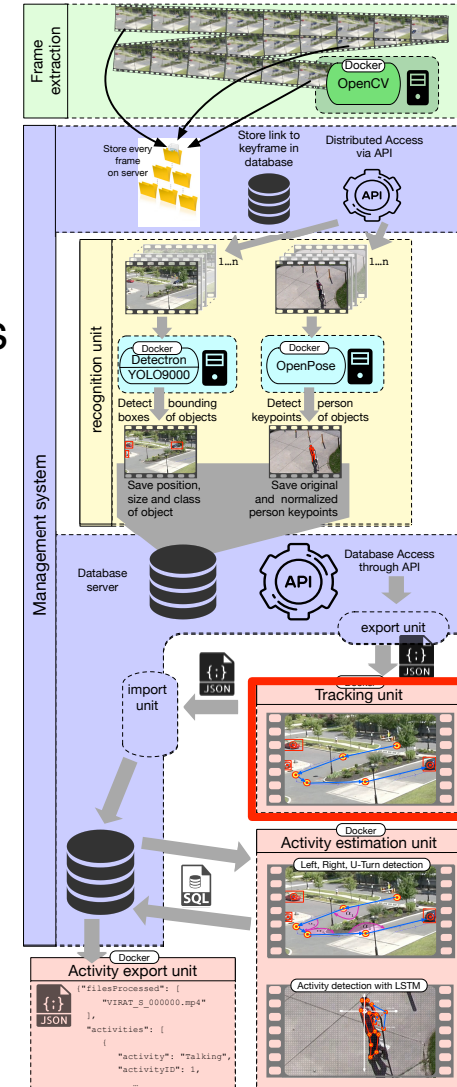 Frame
extraction
Docker
OpenCV
Management system
Store every
frame
on server
Store link to
keyframe in
database
Distributed Access
via API
API
s
recognition unit
1…n
1…n
Docker
Detectron
YOLO9000
Docker
OpenPose
Detect bounding
boxes of objects
Detect person
keypoints of objects
Save position,
size and class
of object
Save original
and normalized
person keypoints
Database
server
API
Database Access
through API
export unit
{:}
JSON
{:}
JSON
import
unit
Docker
Tracking unit
Docker
Activity estimation unit
Left, Right, U-Turn detection
SQL
Activity detection with LSTM
Docker
Activity export unit
{:}
JSON
{"filesProcessed": [
"VIRAT_S_000000.mp4"
],
"activities": [
{
"activity": "Talking",
"activityID": 1,
…